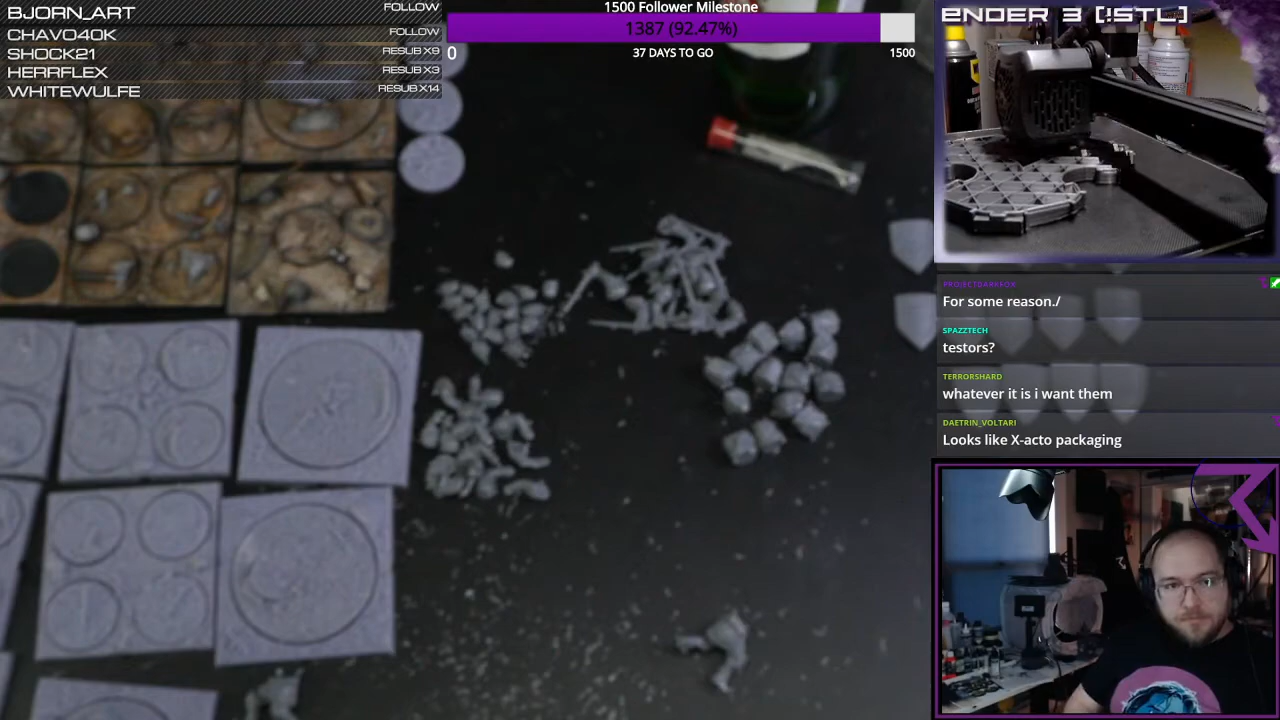 BJORN_ART FOLLOW
CHAVO40K FOLLOW
SHOCK21 RESUB X9
HERRFLEX RESUB X3
WHITEWULFE RESUB X14
1500 Follower Milestone
1387 (92.47%)
0 37 DAYS TO GO 1500
ENDER 3 [!STL]
PROJECTDARKFOX
For some reason./
SPAZZTECH
testors?
TERRORSHARD
whatever it is i want them
DAETRIN_VOLTARI
Looks like X-acto packaging